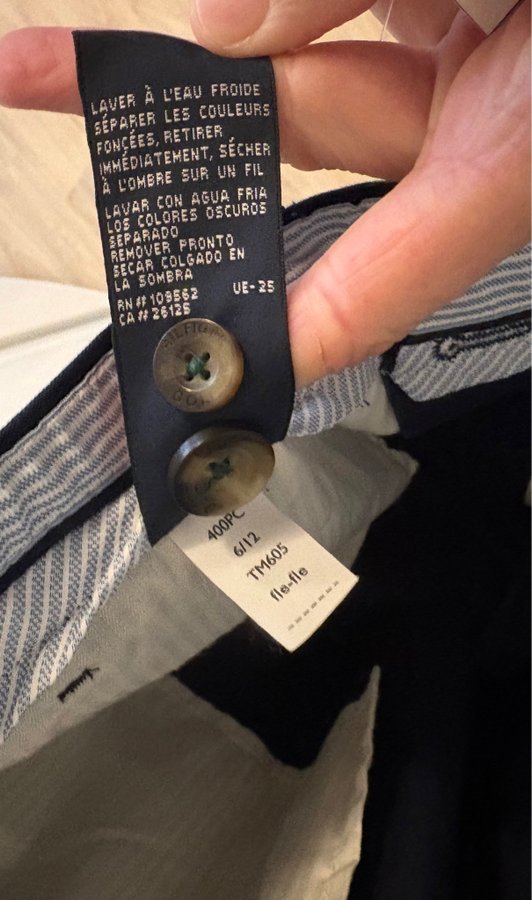 LAVER À L'EAU FROIDE
SÉPARER LES COULEURS
FONÇÉES, RETIRER
IMMÉDIATEMENT, SÉCHER
À L'OMBRE SUR UN FIL
LAVAR CON AGUA FRIA
LOS COLORES OSCUROS
SEPARADO
REMOVER PRONTO
SECAR COLGADO EN
LA SOMBRA
RN# 109562 UE-25
CA# 26125
400PC
6/12
TM605
fle-fle